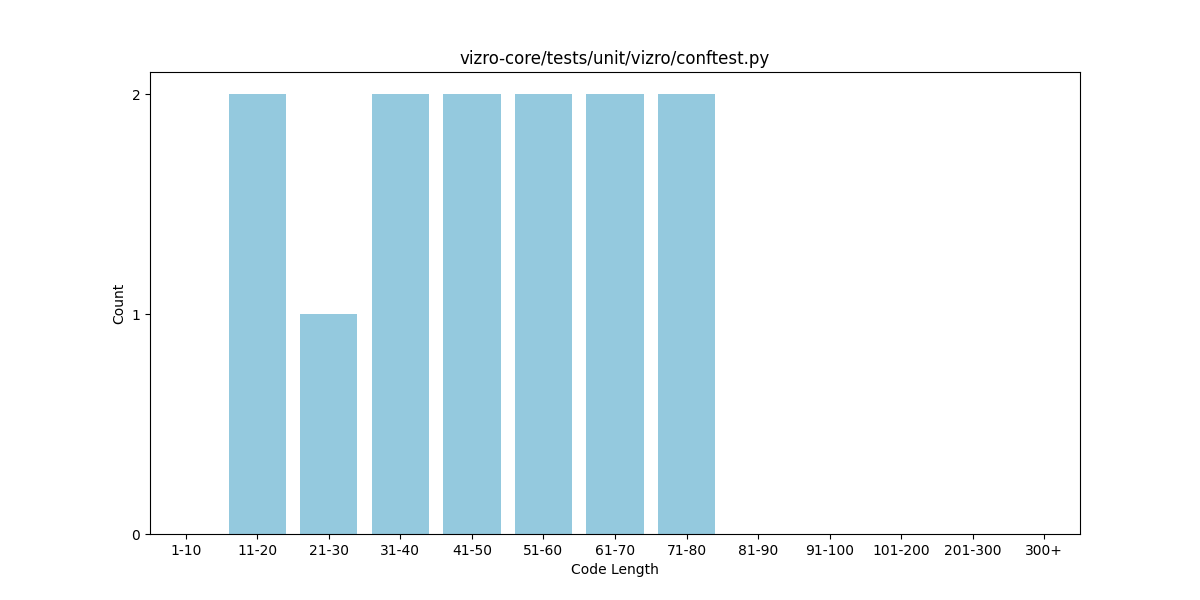 vizro-core/tests/unit/vizro/conftest.py
2
1
0
Count
1-10 11-20 21-30 31-40 41-50 51-60 61-70 71-80 81-90 91-100 101-200 201-300 300+
Code Length